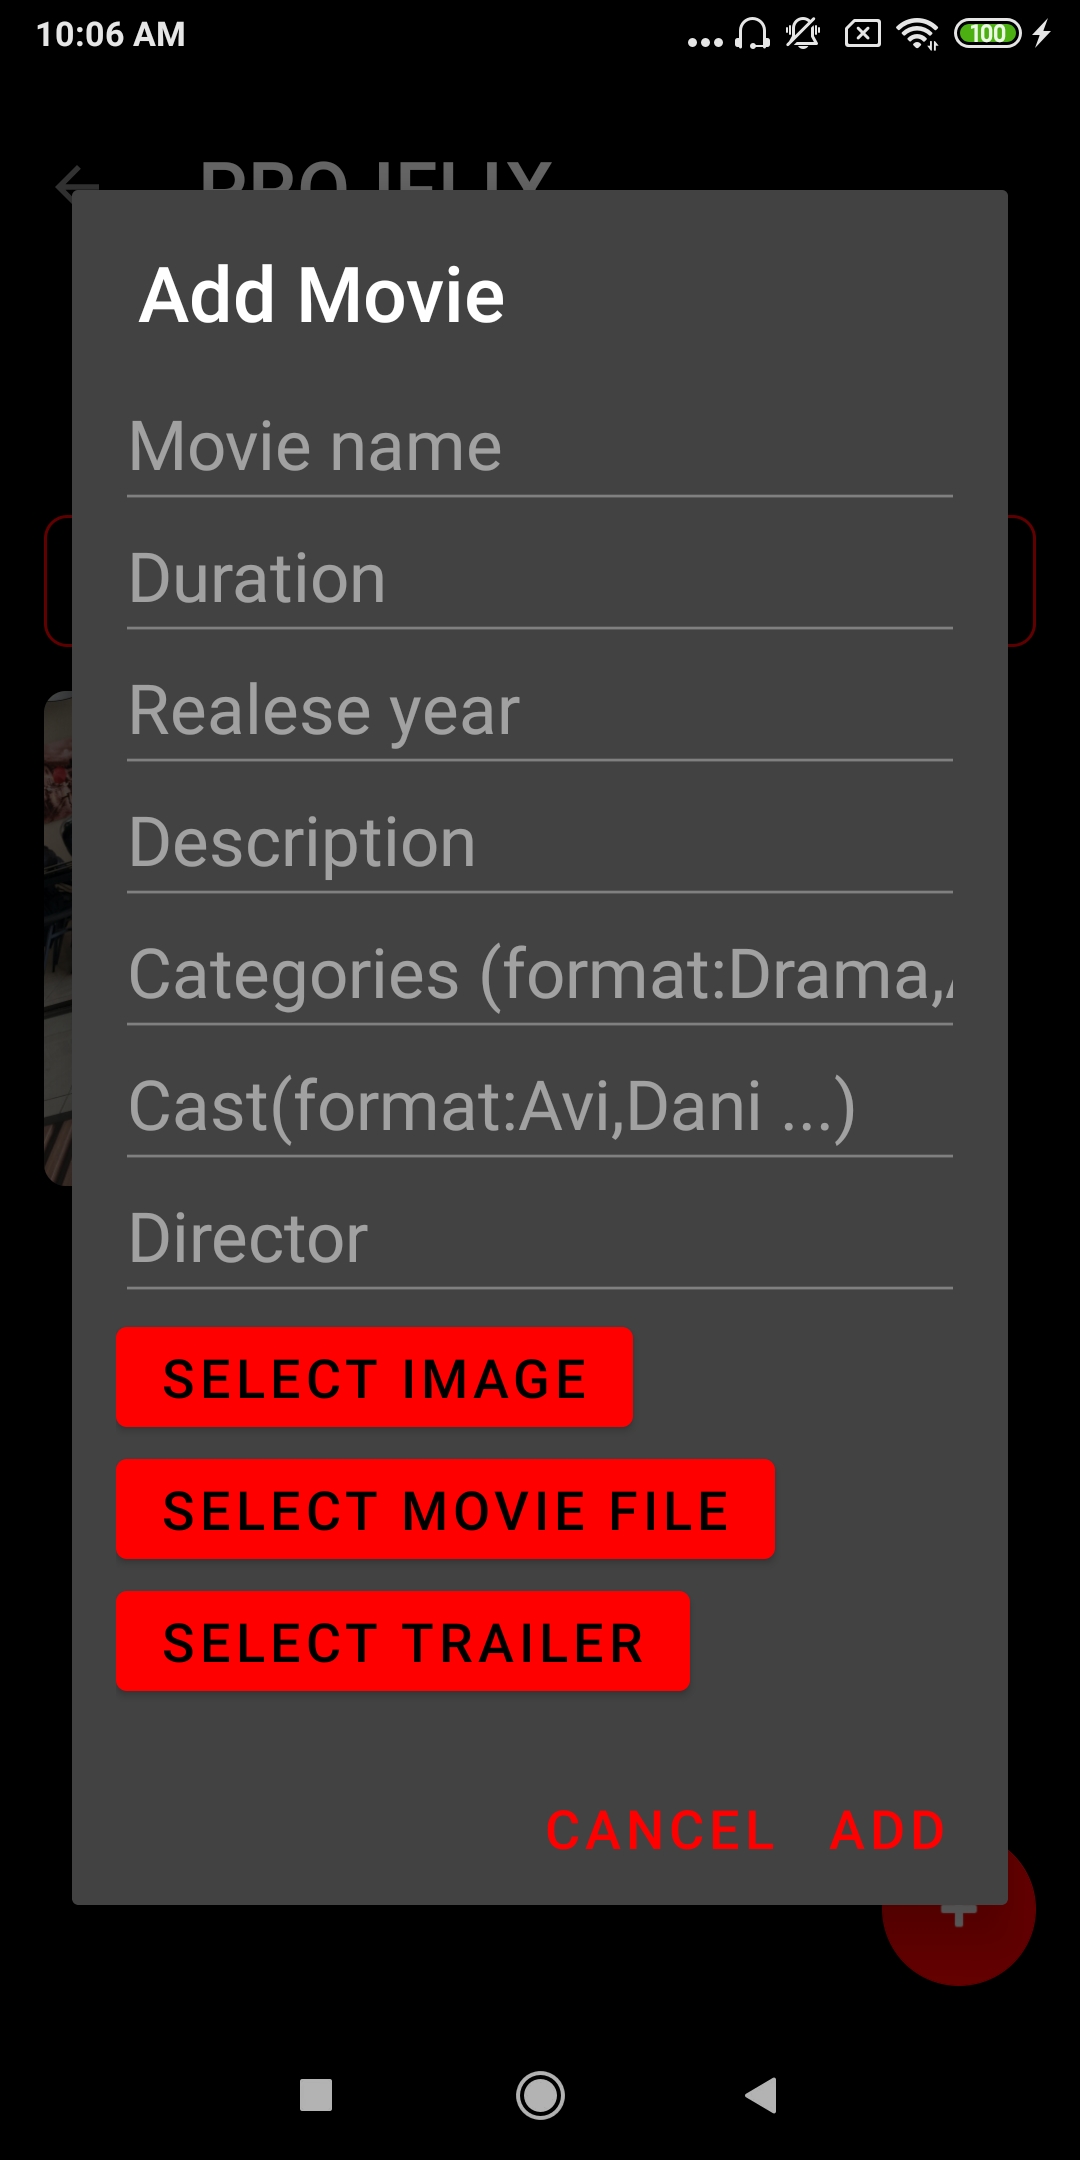 10:06 AM
100
PROJFLIX
Add Movie
Movie name
Duration
Realese year
Description
Categories (format:Drama,
Cast(format:Avi,Dani ...)
Director
SELECT IMAGE
SELECT MOVIE FILE
SELECT TRAILER
CANCEL ADD